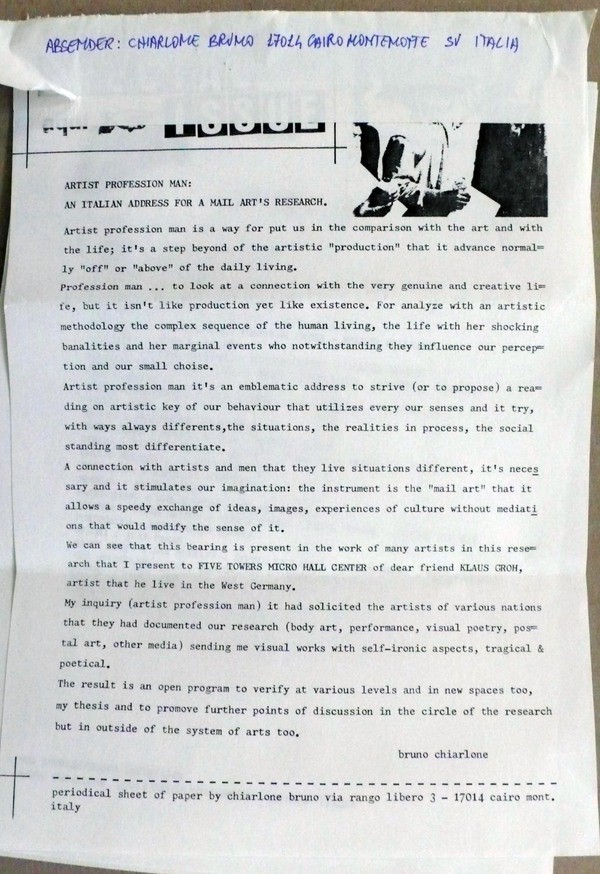 ABSENDER: CHIARLONE BRUNO 17014 CAIRO MONTENOTTE SV ITALIA
ARTIST PROFESSION MAN:
AN ITALIAN ADDRESS FOR A MAIL ART'S RESEARCH.
Artist profession man is a way for put us in the comparison with the art and with
the life; it's a step beyond of the artistic "production" that it advance normal=
ly "off" or "above" of the daily living.
Profession man ... to look at a connection with the very genuine and creative li=
fe, but it isn't like production yet like existence. For analyze with an artistic
methodology the complex sequence of the human living, the life with her shocking
banalities and her marginal events who notwithstanding they influence our percep=
tion and our small choise.
Artist profession man it's an emblematic address to strive (or to propose) a rea=
ding on artistic key of our behaviour that utilizes every our senses and it try,
with ways always differents,the situations, the realities in process, the social
standing most differentiate.
A connection with artists and men that they live situations different, it's neces
sary and it stimulates our imagination: the instrument is the "mail art" that it
allows a speedy exchange of ideas, images, experiences of culture without mediati
ons that would modify the sense of it.
We can see that this bearing is present in the work of many artists in this rese=
arch that I present to FIVE TOWERS MICRO HALL CENTER of dear friend KLAUS GROH,
artist that he live in the West Germany.
My inquiry (artist profession man) it had solicited the artists of various nations
that they had documented our research (body art, performance, visual poetry, pos=
tal art, other media) sending me visual works with self-ironic aspects, tragical &
poetical.
The result is an open program to verify at various levels and in new spaces too,
my thesis and to promote further points of discussion in the circle of the research
but in outside of the system of arts too.
bruno chiarlone
periodical sheet of paper by chiarlone bruno via rango libero 3 - 17014 cairo mont.
italy